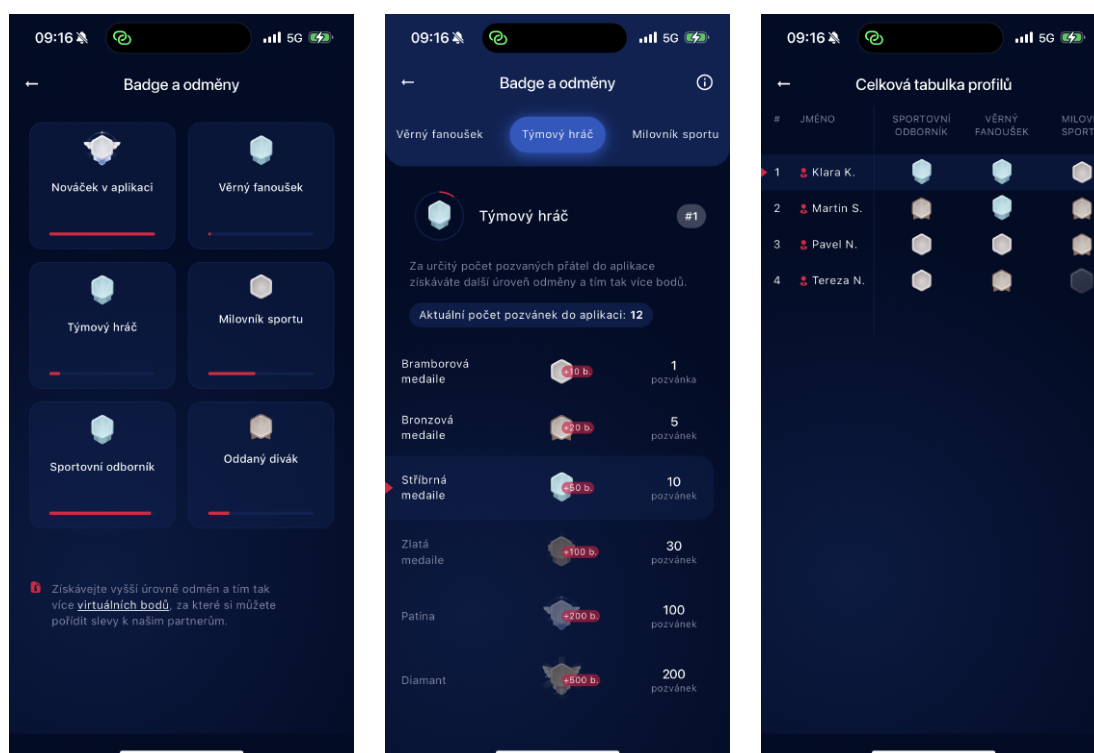 09:16
5G
Badge a odměny
Nováček v aplikaci
Věrný fanoušek
Týmový hráč
Milovník sportu
Sportovní odborník
Oddaný divák
Získávejte vyšší úrovně odměn a tím tak
více virtuálních bodů, za které si můžete
pořídit slevy k našim partnerům.
09:16
5G
Badge a odměny
Věrný fanoušek
Týmový hráč
Milovník sportu
Týmový hráč
#1
Za určitý počet pozvaných přátel do aplikace
získáváte další úroveň odměny a tím tak více bodů.
Aktuální počet pozvánek do aplikaci: 12
Bramborová
medaile
+10 b.
1
pozvánka
Bronzová
medaile
+20 b.
5
pozvánek
Stříbrná
medaile
+50 b.
10
pozvánek
Zlatá
medaile
+100 b.
30
pozvánek
Patina
+200 b.
100
pozvánek
Diamant
+500 b.
200
pozvánek
09:16
5G
Celková tabulka profilů
# JMÉNO
SPORTOVNÍ
ODBORNÍK
VĚRNÝ
FANOUŠEK
MILOV
SPORT
1 Klara K.
2 Martin S.
3 Pavel N.
4 Tereza N.